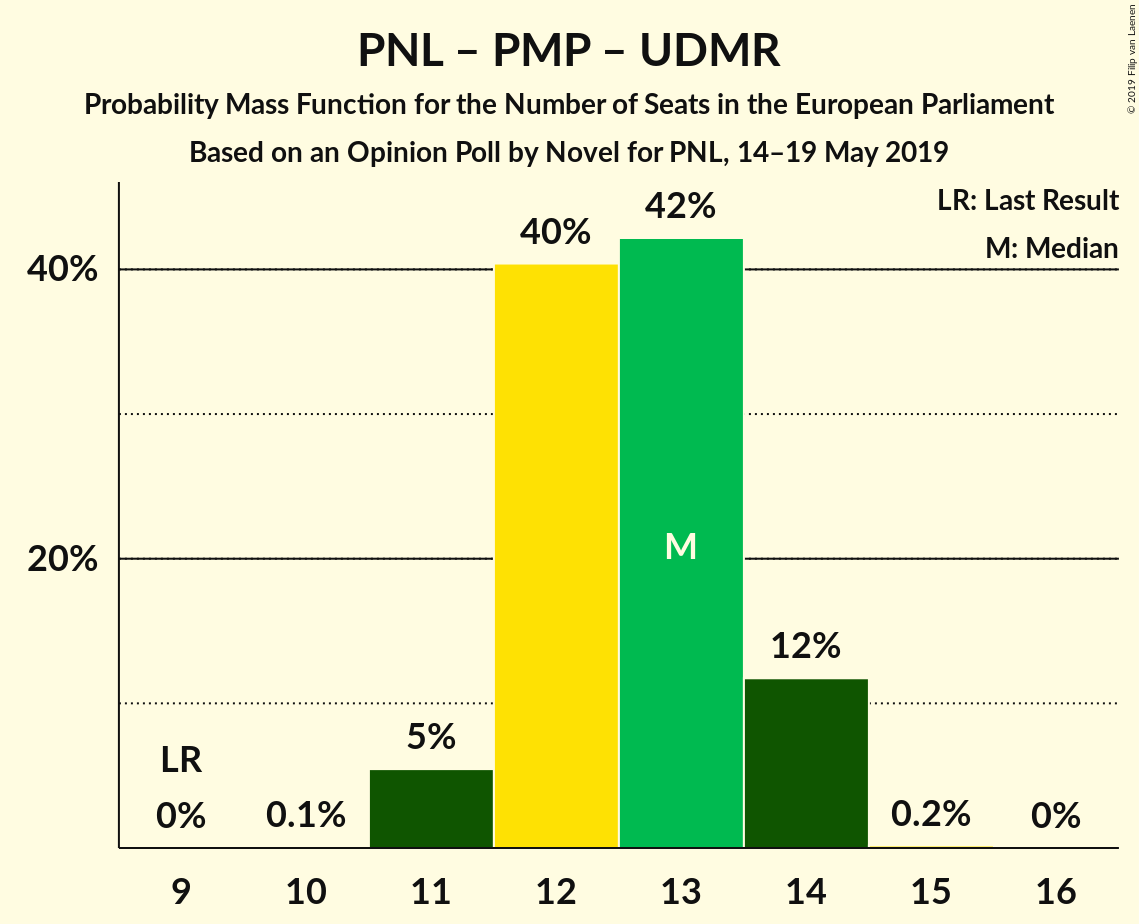 PNL – PMP – UDMR
Probability Mass Function for the Number of Seats in the European Parliament
Based on an Opinion Poll by Novel for PNL, 14–19 May 2019
© 2019 Filip van Laenen
LR: Last Result
M: Median
40%
20%
LR
0%
0.1%
5%
40%
42%
M
12%
0.2%
0%
9 10 11 12 13 14 15 16